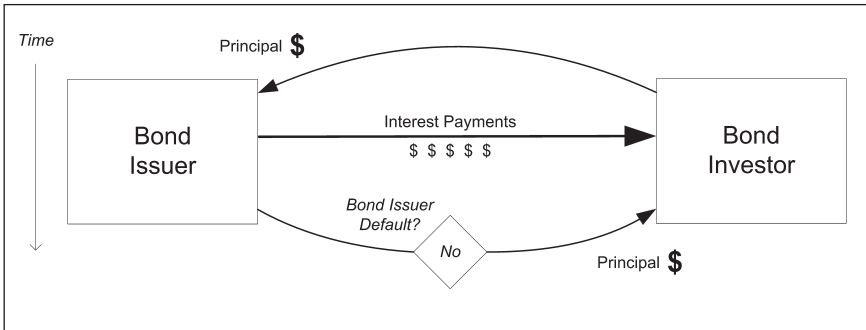 Time
Principal $
Bond
Issuer
Interest Payments
$ $ $ $ $
Bond
Investor
Bond Issuer
Default?
No
Principal $